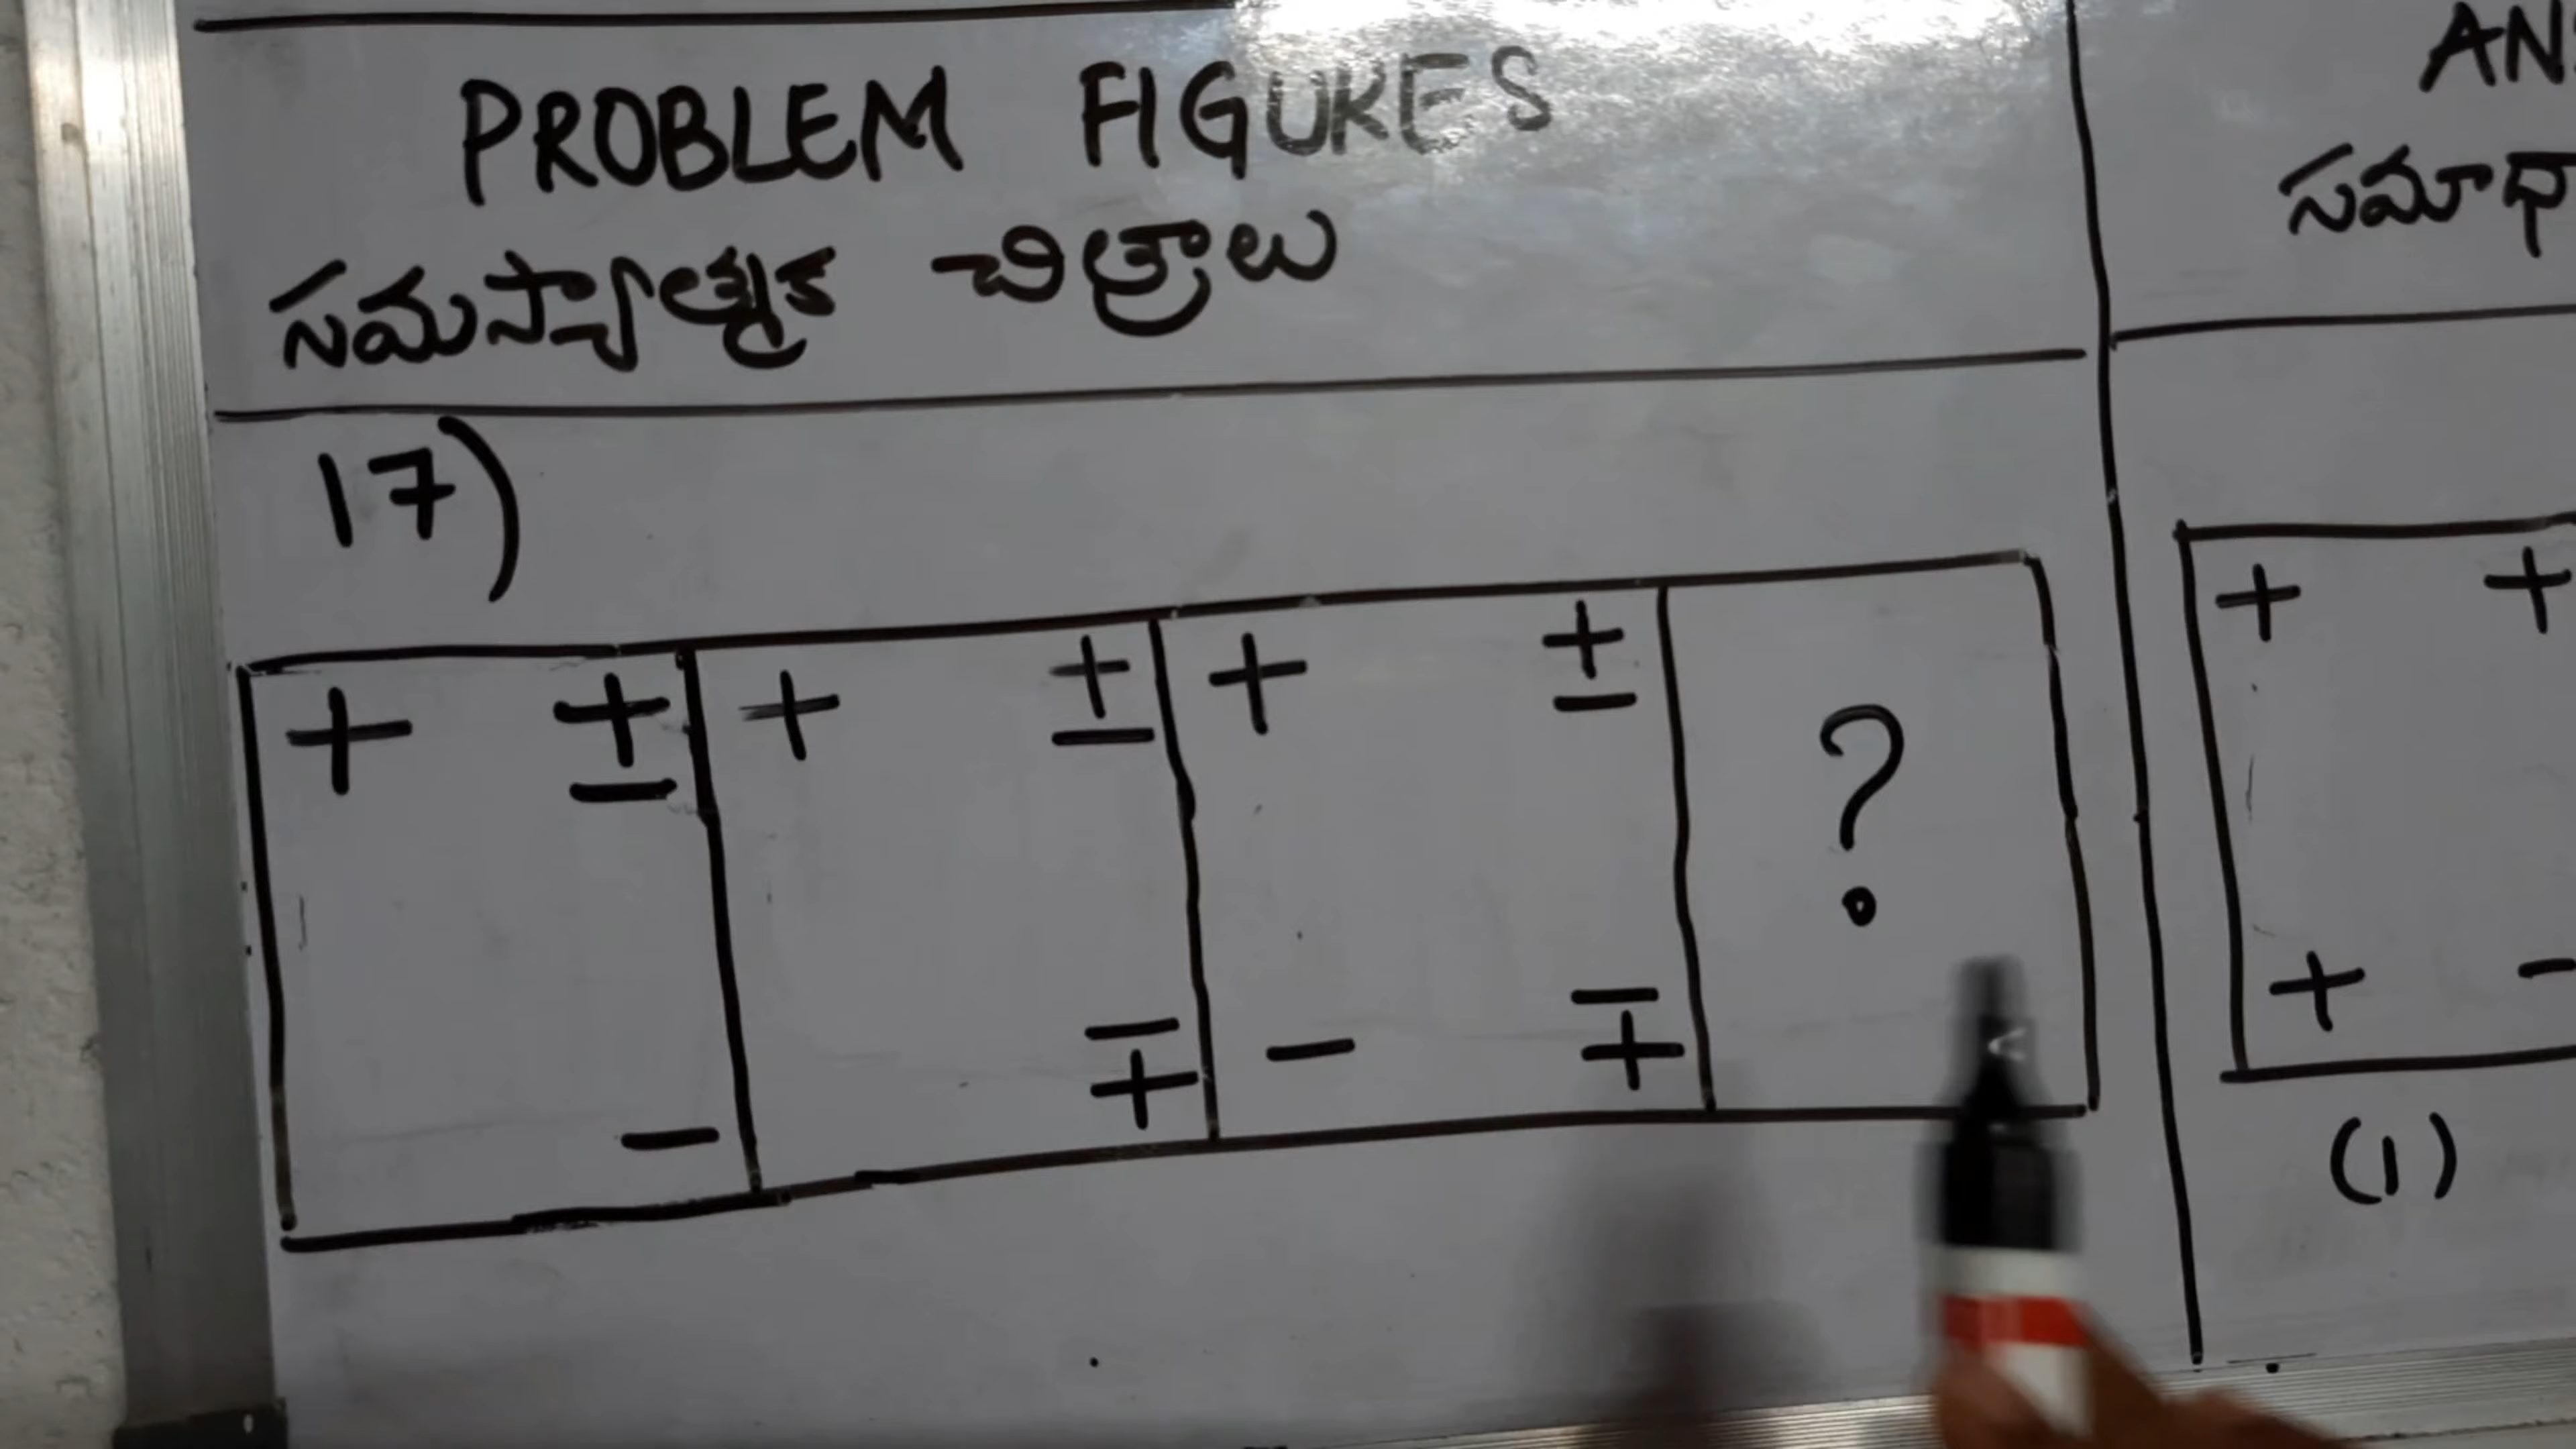 PROBLEM FIGURES
సమస్యాత్మక చిత్రాలు
AN
సమాధా
17)
+ ± + ± + ± ?
− ∓ − ∓
+ +
+ −
(1)